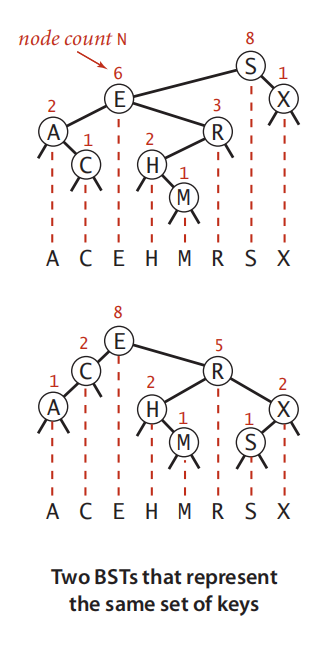 node count N
8
S
6
E
1
X
2
A
3
R
1
C
2
H
1
M
A C E H M R S X
8
E
2
C
5
R
1
A
2
H
2
X
1
M
1
S
A C E H M R S X
Two BSTs that represent
the same set of keys